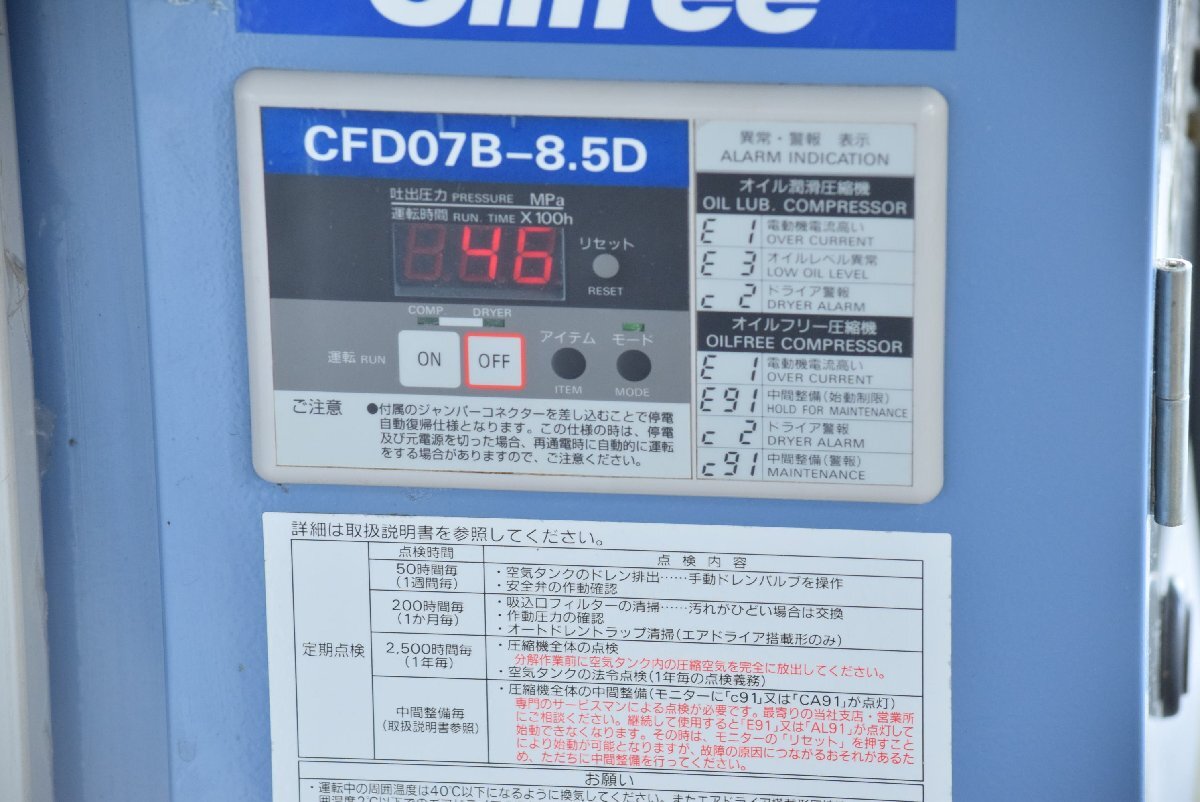 Oilfree
CFD07B-8.5D
吐出圧力 PRESSURE MPa
運転時間 RUN. TIME X100h
46
リセット
RESET
COMP. DRYER
運転 RUN
ON
OFF
アイテム
ITEM
モード
MODE
ご注意
●付属のジャンパーコネクターを差し込むことで停電
自動復帰仕様となります。この仕様の時は、停電
及び元電源を切った場合、再通電時に自動的に運転
をする場合がありますので、ご注意ください。
異常・警報 表示
ALARM INDICATION
オイル潤滑圧縮機
OIL LUB. COMPRESSOR
E 1 電動機電流高い
OVER CURRENT
E 3 オイルレベル異常
LOW OIL LEVEL
c 2 ドライア警報
DRYER ALARM
オイルフリー圧縮機
OILFREE COMPRESSOR
E 1 電動機電流高い
OVER CURRENT
E91 中間整備(始動制限)
HOLD FOR MAINTENANCE
c 2 ドライア警報
DRYER ALARM
c91 中間整備(警報)
MAINTENANCE
詳細は取扱説明書を参照してください。
定期点検
点検時間
点検内容
50時間毎
(1週間毎)
・空気タンクのドレン排出……手動ドレンバルブを操作
・安全弁の作動確認
200時間毎
(1か月毎)
・吸込口フィルターの清掃……汚れがひどい場合は交換
・作動圧力の確認
・オートドレントラップ清掃(エアドライア搭載形のみ)
2,500時間毎
(1年毎)
・圧縮機全体の点検
分解作業前に空気タンク内の圧縮空気を完全に放出してください。
・空気タンクの法令点検(1年毎の点検義務)
中間整備毎
(取扱説明書参照)
・圧縮機全体の中間整備(モニターに「c91」又は「CA91」が点灯)
専門のサービスマンによる点検が必要です。最寄りの当社支店・営業所
にご相談ください。継続して使用すると「E91」又は「AL91」が点灯して
始動できなくなります。その時は、モニターの「リセット」を押すこと
により始動が可能となりますが、故障の原因につながるおそれがあるた
め、ただちに中間整備を行ってください。
お願い
・運転中の周囲温度は40℃以下になるように換気してください。またエアドライア搭載形